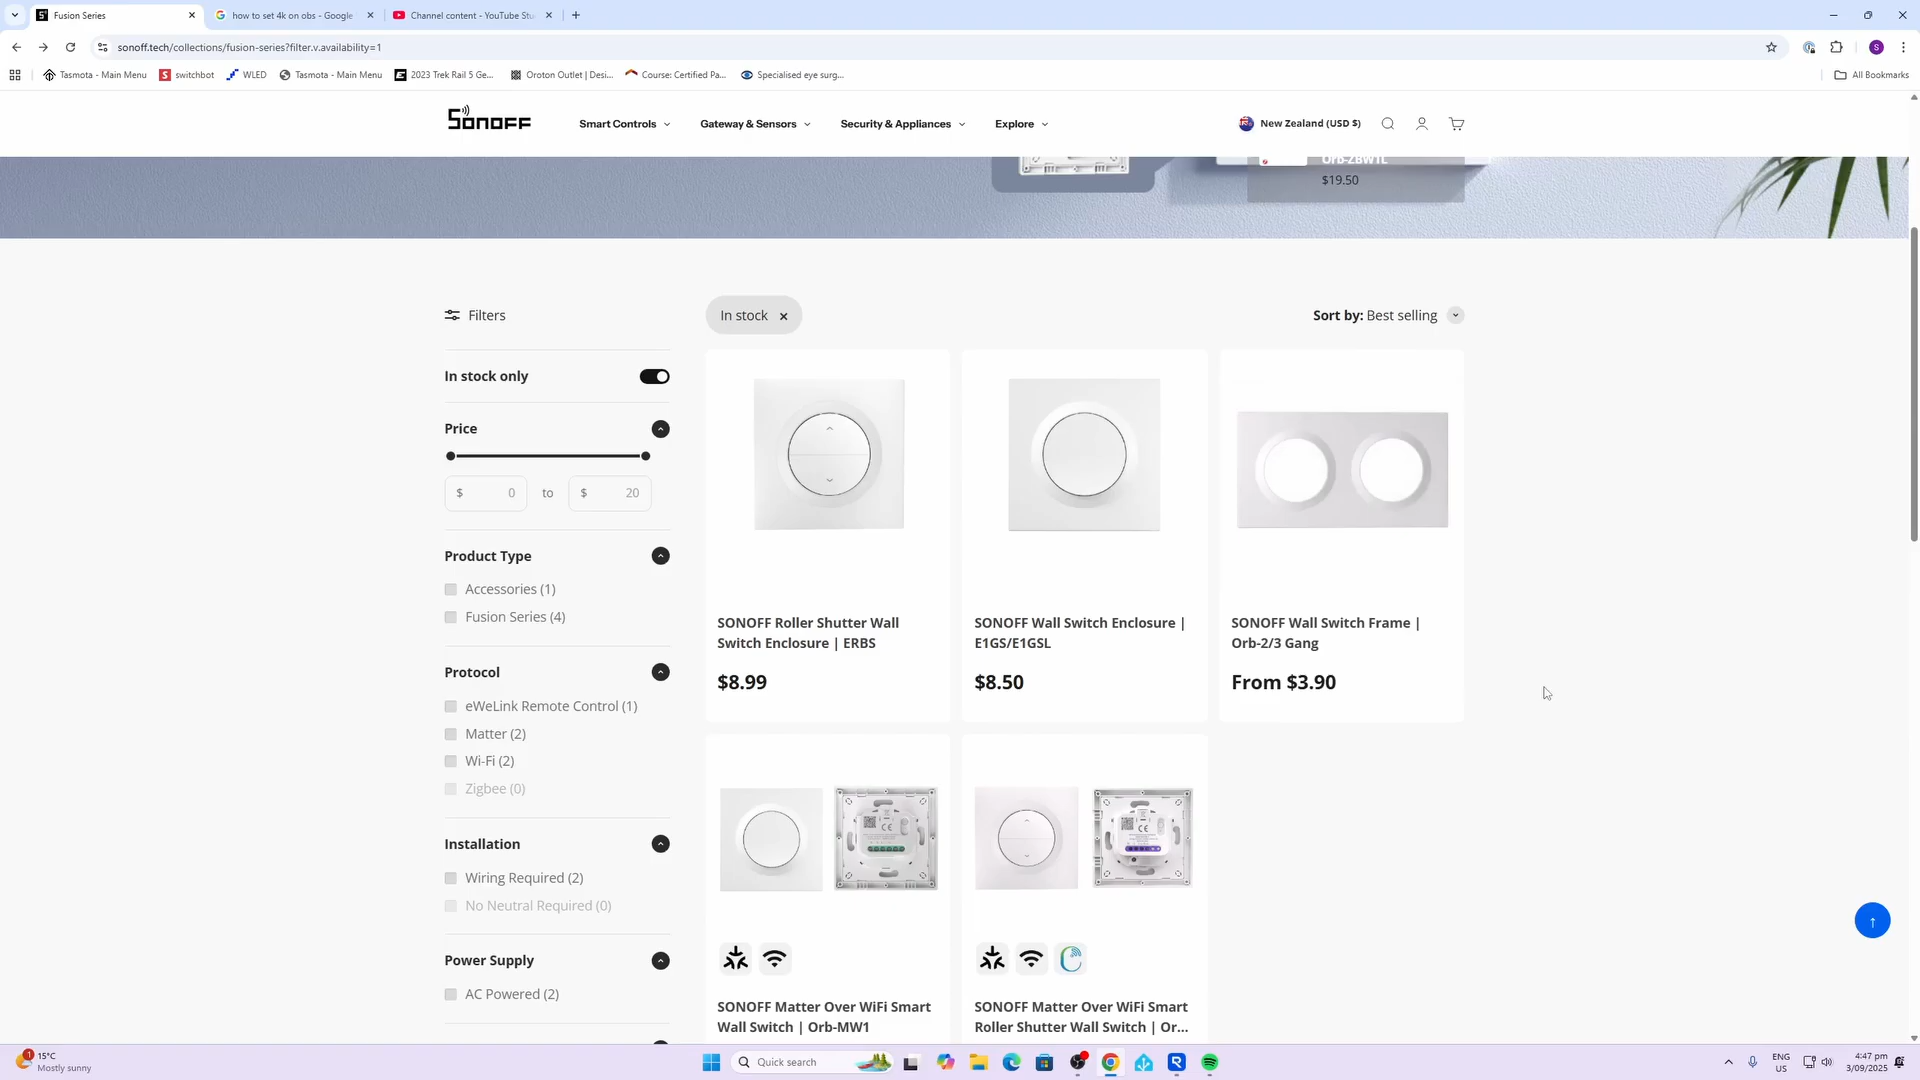 Fusion Series
how to set 4k on obs - Google
Channel content - YouTube Stu
sonoff.tech/collections/fusion-series?filter.v.availability=1
S
Tasmota - Main Menu
switchbot
WLED
Tasmota - Main Menu
2023 Trek Rail 5 Ge...
Oroton Outlet | Desi...
Course: Certified Pa...
Specialised eye surg...
All Bookmarks
SONOFF
Smart Controls
Gateway & Sensors
Security & Appliances
Explore
New Zealand (USD $)
Orb-ZBW1L
$19.50
Filters
In stock
Sort by: Best selling
In stock only
Price
$ 0 to $ 20
Product Type
Accessories (1)
Fusion Series (4)
Protocol
eWeLink Remote Control (1)
Matter (2)
Wi-Fi (2)
Zigbee (0)
Installation
Wiring Required (2)
No Neutral Required (0)
Power Supply
AC Powered (2)
SONOFF Roller Shutter Wall
Switch Enclosure | ERBS
$8.99
SONOFF Wall Switch Enclosure |
E1GS/E1GSL
$8.50
SONOFF Wall Switch Frame |
Orb-2/3 Gang
From $3.90
SONOFF Matter Over WiFi Smart
Wall Switch | Orb-MW1
SONOFF Matter Over WiFi Smart
Roller Shutter Wall Switch | Or...
1
15°C
Mostly sunny
Quick search
ENG
US
4:47 pm
3/09/2025